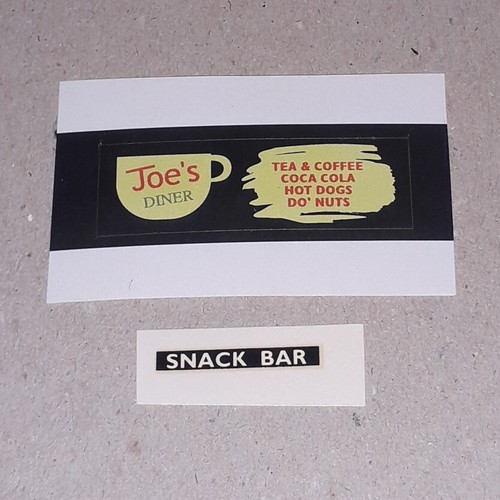 Joe's
DINER
TEA & COFFEE
COCA COLA
HOT DOGS
DO' NUTS
SNACK BAR